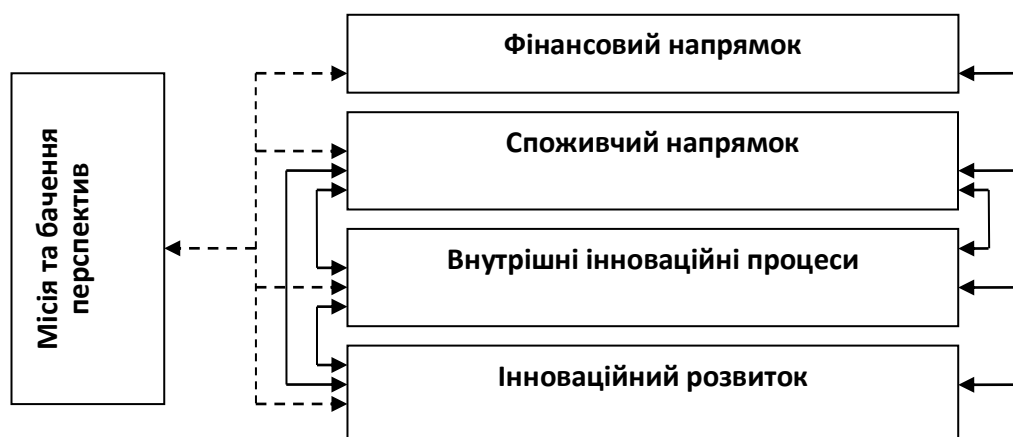 Місія та бачення
перспектив
Фінансовий напрямок
Споживчий напрямок
Внутрішні інноваційні процеси
Інноваційний розвиток